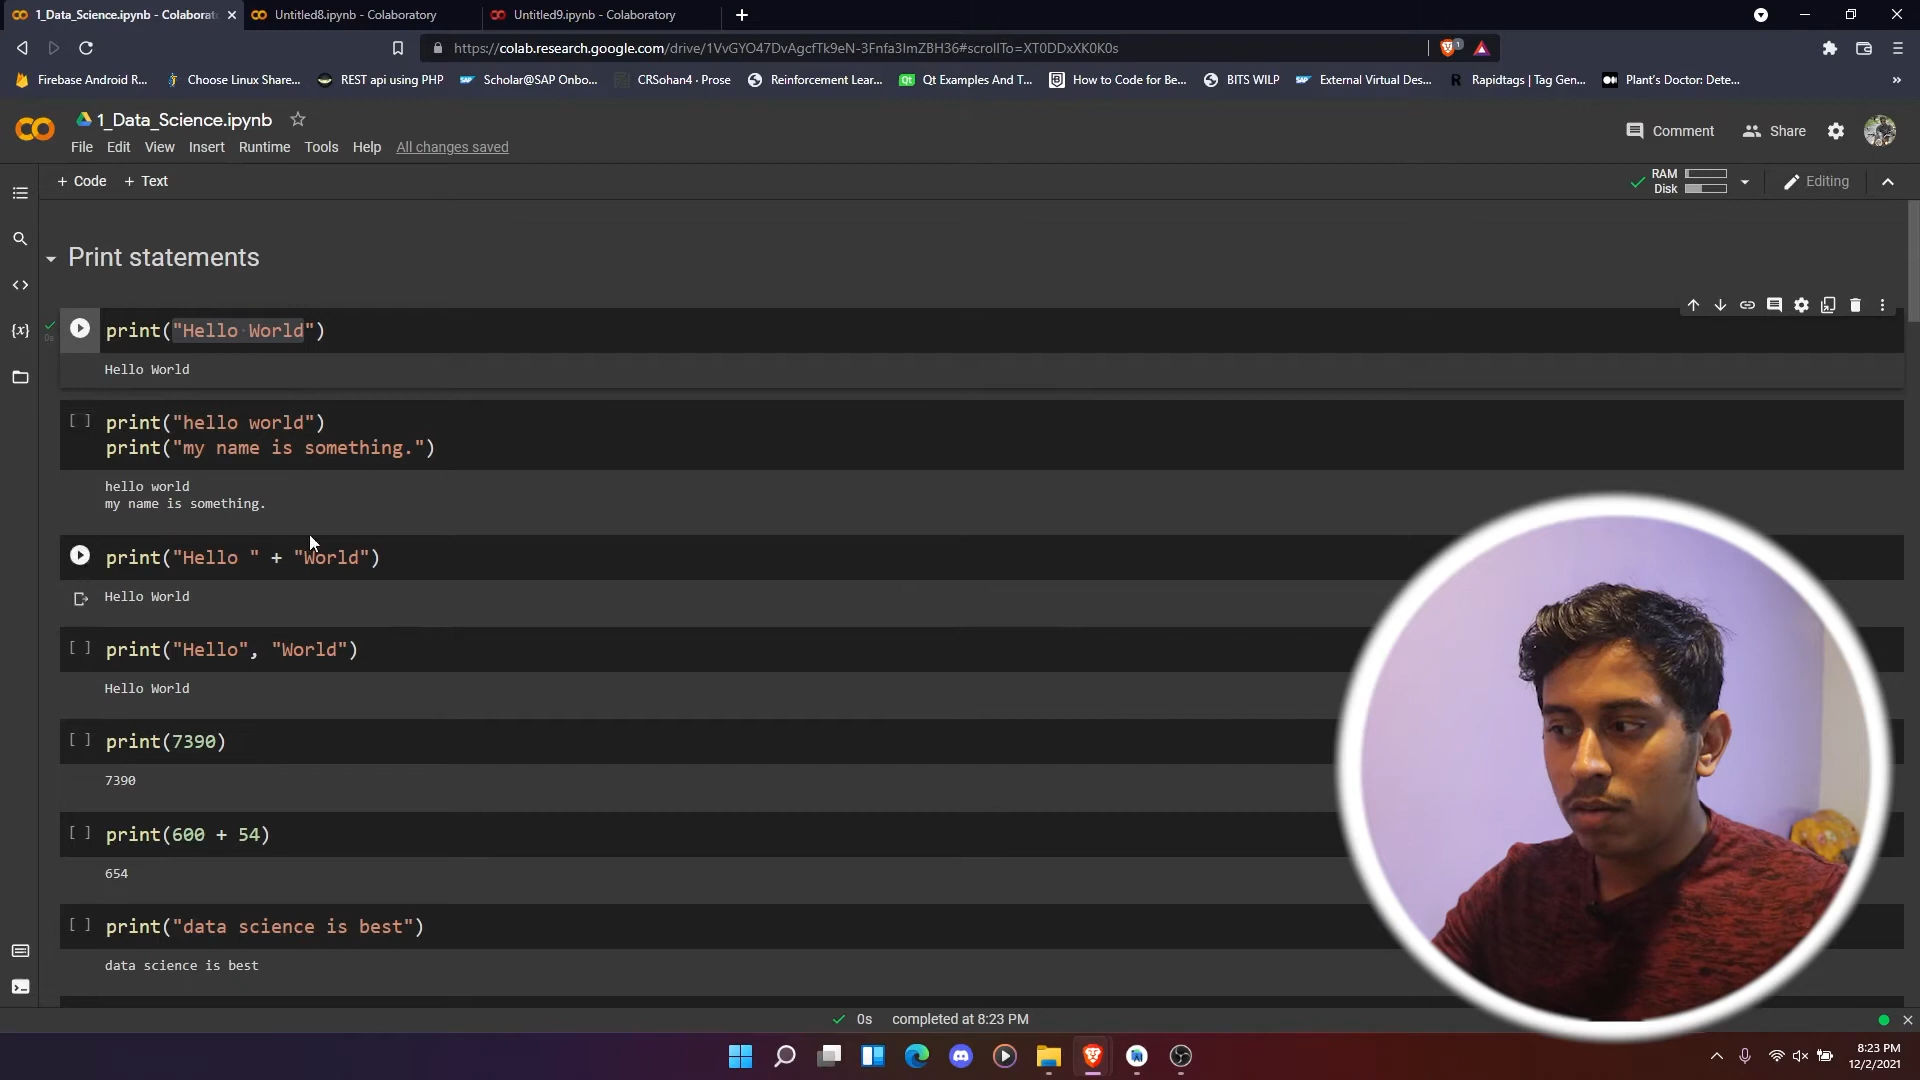 1_Data_Science.ipynb - Colaborat
Untitled8.ipynb - Colaboratory
Untitled9.ipynb - Colaboratory
https://colab.research.google.com/drive/1VvGYO47DvAgcfTk9eN-3Fnfa3lmZBH36#scrollTo=XT0DDxXK0K0s
1
Firebase Android R...
Choose Linux Share...
REST api using PHP
Scholar@SAP Onbo...
CRSohan4 · Prose
Reinforcement Lear...
Qt Examples And T...
How to Code for Be...
BITS WILP
External Virtual Des...
Rapidtags | Tag Gen...
Plant's Doctor: Dete...
1_Data_Science.ipynb
Comment
Share
File Edit View Insert Runtime Tools Help All changes saved
+ Code + Text
RAM
Disk
Editing
Print statements
print("Hello World")
0s
Hello World
[ ] print("hello world")
print("my name is something.")
hello world
my name is something.
print("Hello " + "World")
Hello World
[ ] print("Hello", "World")
Hello World
[ ] print(7390)
7390
[ ] print(600 + 54)
654
[ ] print("data science is best")
data science is best
0s completed at 8:23 PM
8:23 PM
12/2/2021